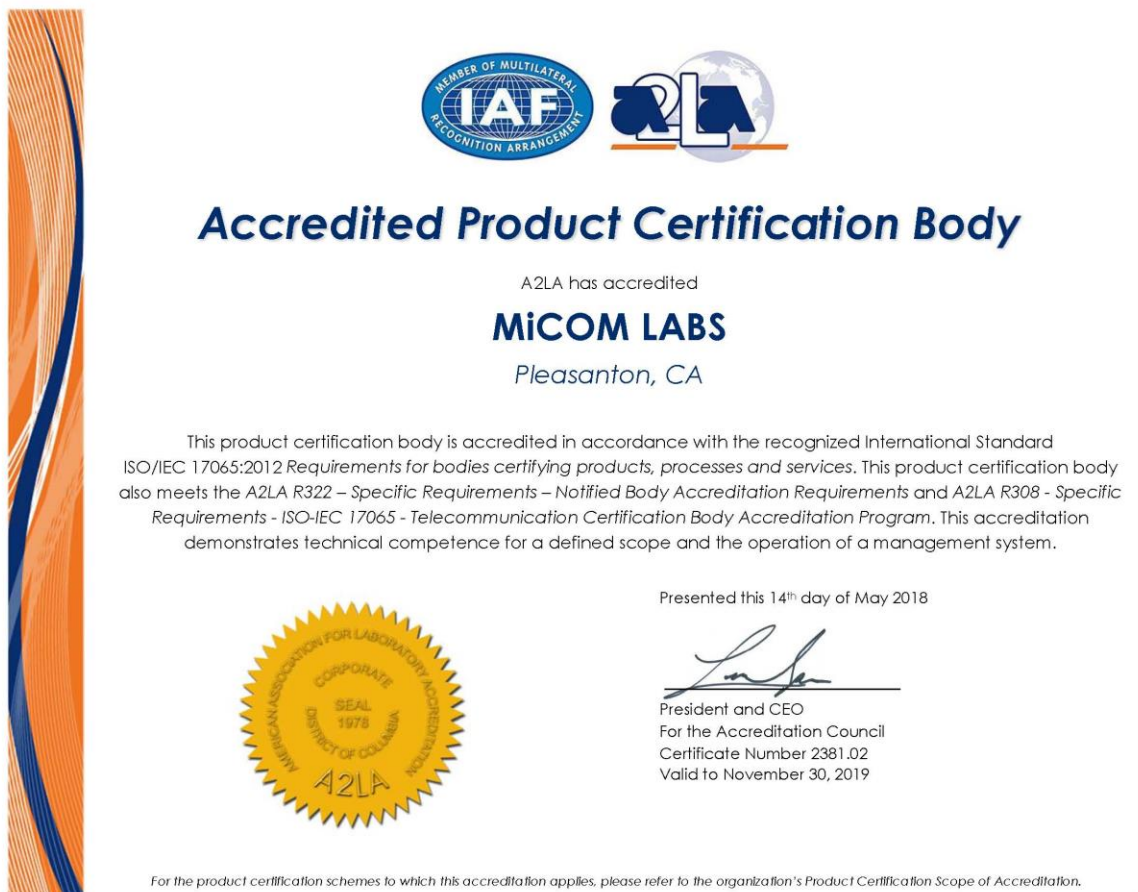 MEMBER OF MULTILATERAL
IAF
RECOGNITION ARRANGEMENT
a2La
Accredited Product Certification Body
A2LA has accredited
MiCOM LABS
Pleasanton, CA
This product certification body is accredited in accordance with the recognized International Standard
ISO/IEC 17065:2012 Requirements for bodies certifying products, processes and services. This product certification body
also meets the A2LA R322 – Specific Requirements – Notified Body Accreditation Requirements and A2LA R308 - Specific
Requirements - ISO-IEC 17065 - Telecommunication Certification Body Accreditation Program. This accreditation
demonstrates technical competence for a defined scope and the operation of a management system.
Presented this 14th day of May 2018
AMERICAN ASSOCIATION FOR LABORATORY ACCREDITATION
CORPORATE
SEAL
1978
DISTRICT OF COLUMBIA
A2LA
President and CEO
For the Accreditation Council
Certificate Number 2381.02
Valid to November 30, 2019
For the product certification schemes to which this accreditation applies, please refer to the organization's Product Certification Scope of Accreditation.